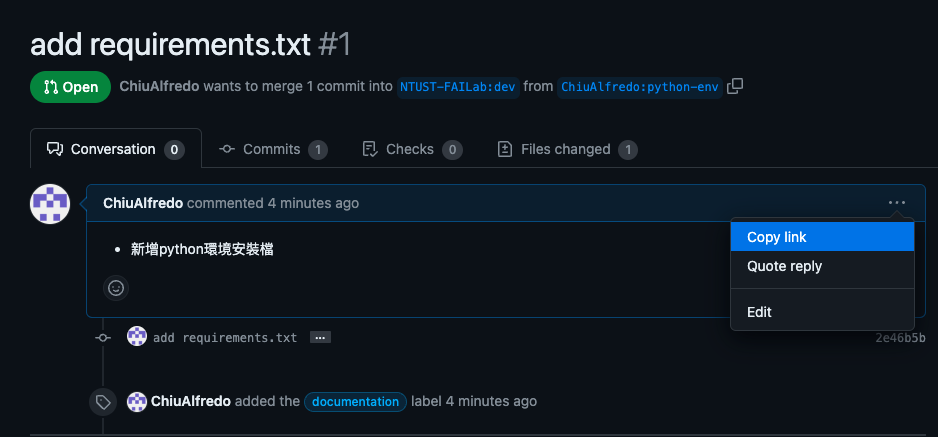 add requirements.txt #1
Open ChiuAlfredo wants to merge 1 commit into NTUST-FAILab:dev from ChiuAlfredo:python-env
Conversation 0 Commits 1 Checks 0 Files changed 1
ChiuAlfredo commented 4 minutes ago ...
Copy link
• 新增python環境安裝檔
Quote reply
Edit
add requirements.txt ... 2e46b5b
ChiuAlfredo added the documentation label 4 minutes ago